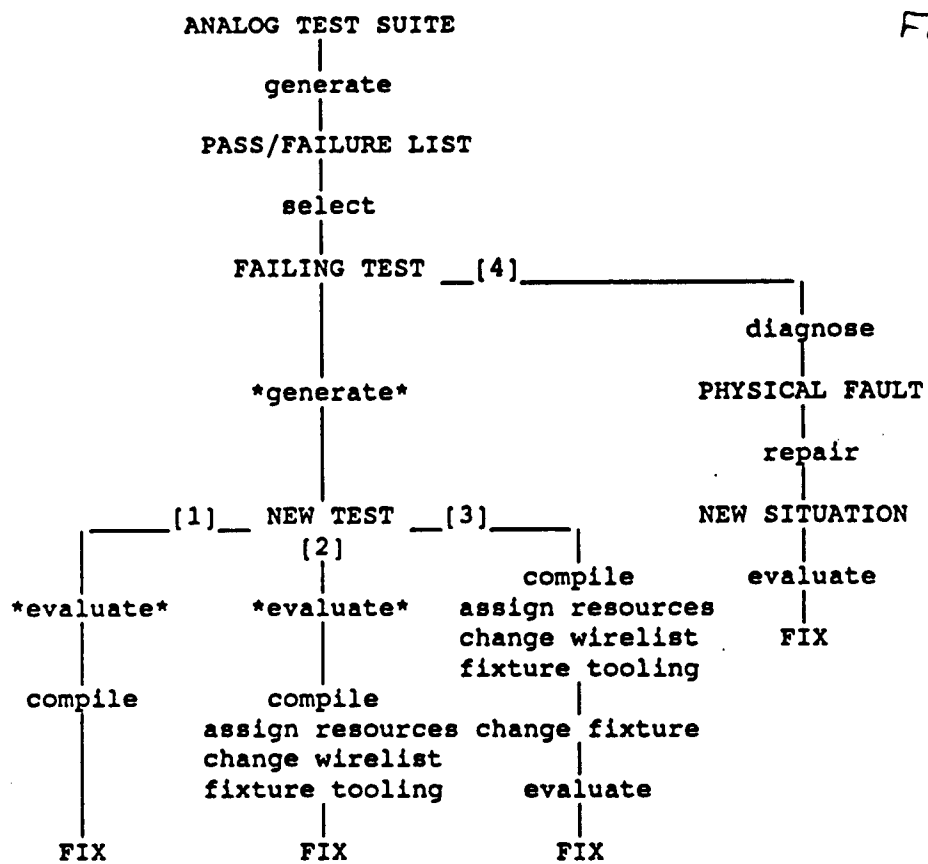 ANALOG TEST SUITE
generate
PASS/FAILURE LIST
select
FAILING TEST [4]
diagnose
*generate*
PHYSICAL FAULT
repair
[1] NEW TEST [3]
NEW SITUATION
[2]
compile
evaluate
*evaluate*
*evaluate*
assign resources
change wirelist
FIX
fixture tooling
compile
compile
assign resources
change fixture
change wirelist
fixture tooling
evaluate
FIX
FIX
FIX